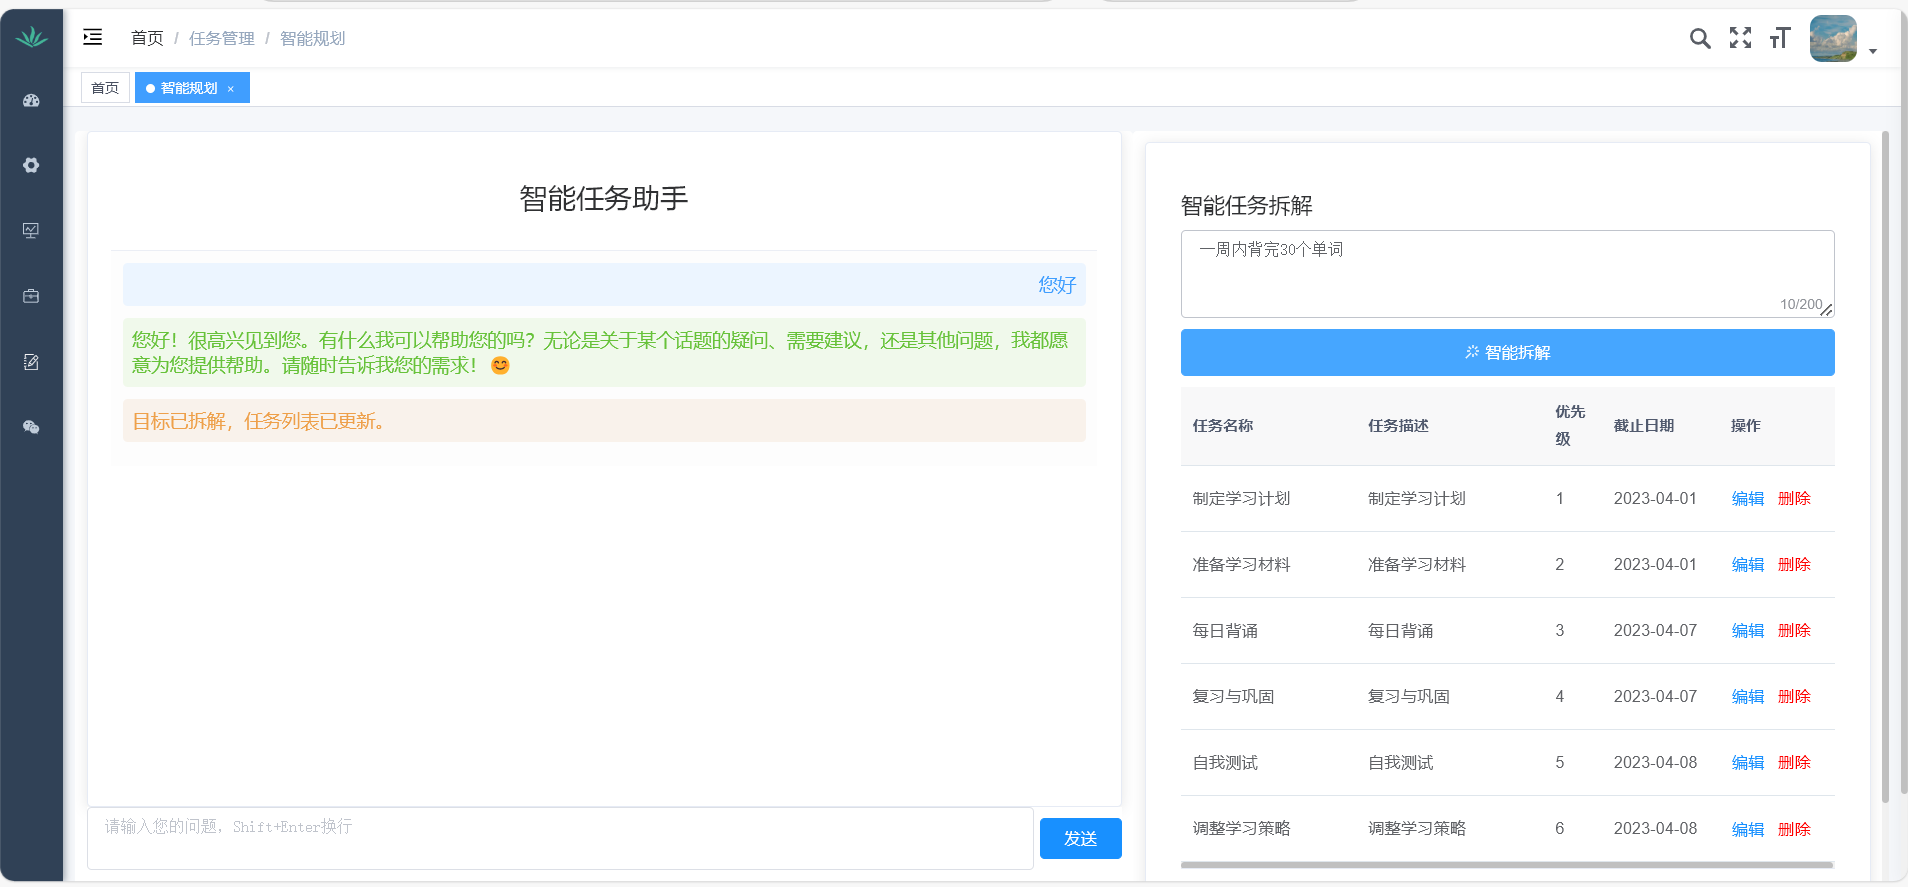 首页 / 任务管理 / 智能规划
首页
智能规划 ×
智能任务助手
您好
您好！很高兴见到您。有什么我可以帮助您的吗？无论是关于某个话题的疑问、需要建议，还是其他问题，我都愿
意为您提供帮助。请随时告诉我您的需求！😊
目标已拆解，任务列表已更新。
请输入您的问题，Shift+Enter换行
发送
智能任务拆解
一周内背完30个单词
10/200
智能拆解
任务名称 任务描述 优先级 截止日期 操作
制定学习计划 制定学习计划 1 2023-04-01 编辑 删除
准备学习材料 准备学习材料 2 2023-04-01 编辑 删除
每日背诵 每日背诵 3 2023-04-07 编辑 删除
复习与巩固 复习与巩固 4 2023-04-07 编辑 删除
自我测试 自我测试 5 2023-04-08 编辑 删除
调整学习策略 调整学习策略 6 2023-04-08 编辑 删除